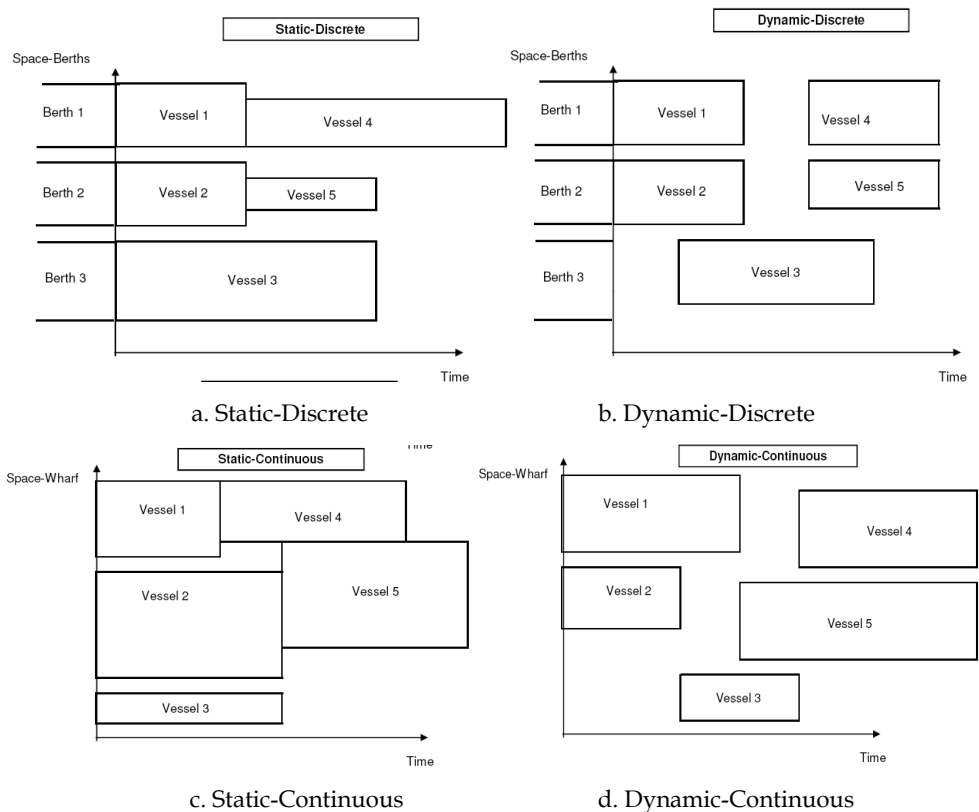 Static-Discrete
Space-Berths
Berth 1
Vessel 1
Vessel 4
Berth 2
Vessel 2
Vessel 5
Berth 3
Vessel 3
Time
a. Static-Discrete
Dynamic-Discrete
Space-Berths
Berth 1
Vessel 1
Vessel 4
Berth 2
Vessel 2
Vessel 5
Berth 3
Vessel 3
Time
b. Dynamic-Discrete
Time
Static-Continuous
Space-Wharf
Vessel 1
Vessel 4
Vessel 2
Vessel 5
Vessel 3
Time
c. Static-Continuous
Dynamic-Continuous
Space-Wharf
Vessel 1
Vessel 4
Vessel 2
Vessel 5
Vessel 3
Time
d. Dynamic-Continuous